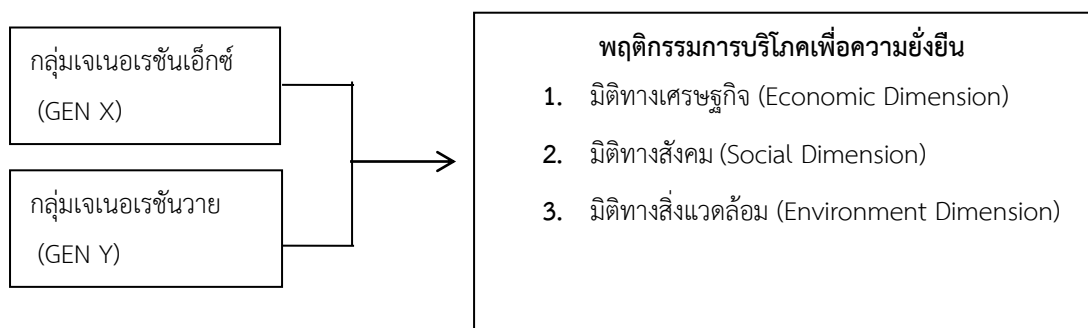 กลุ่มเจเนอเรชันเอ็กซ์
(GEN X)
กลุ่มเจเนอเรชันวาย
(GEN Y)
พฤติกรรมการบริโภคเพื่อความยั่งยืน
1. มิติทางเศรษฐกิจ (Economic Dimension)
2. มิติทางสังคม (Social Dimension)
3. มิติทางสิ่งแวดล้อม (Environment Dimension)